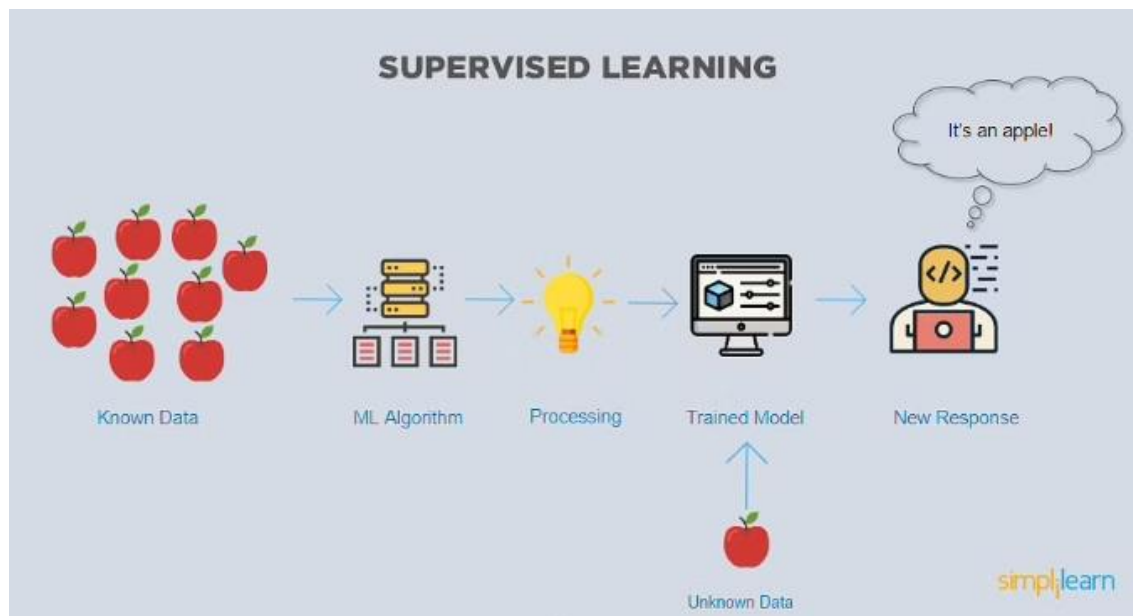 SUPERVISED LEARNING
It's an apple!
</>
Known Data
ML Algorithm
Processing
Trained Model
New Response
Unknown Data
simplilearn